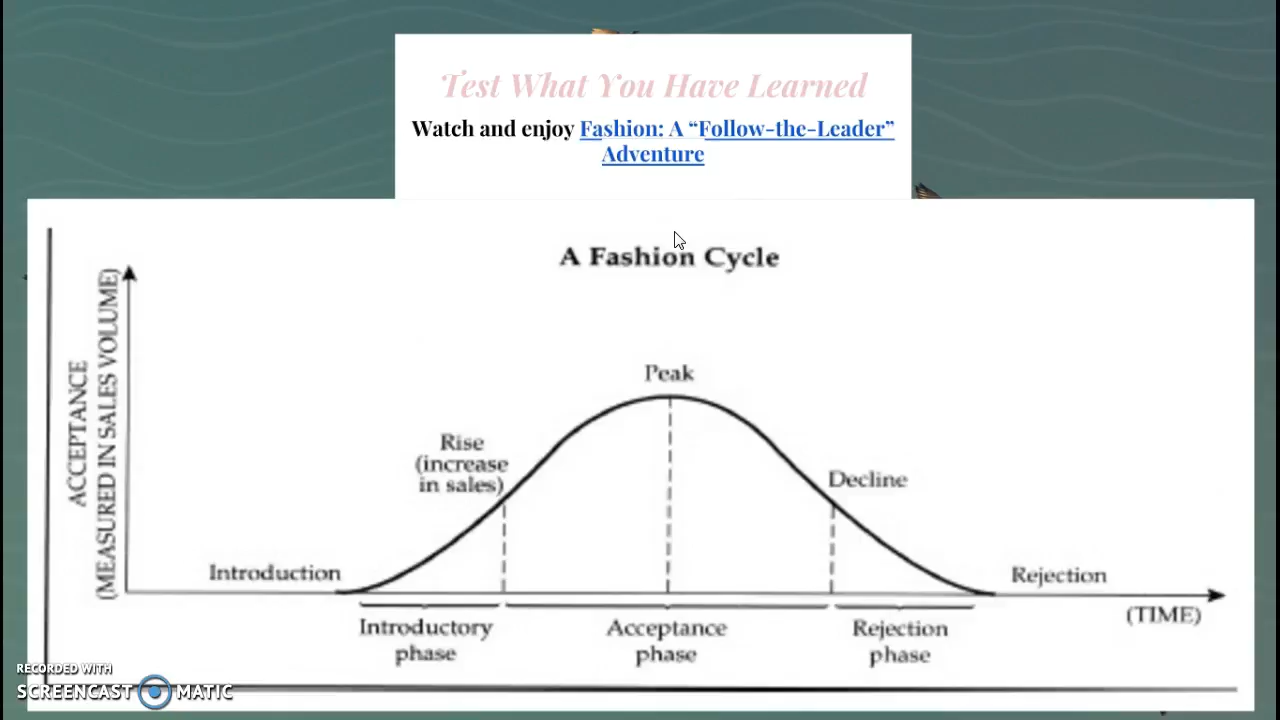 Test What You Have Learned
Watch and enjoy Fashion: A “Follow-the-Leader”
Adventure
A Fashion Cycle
ACCEPTANCE
(MEASURED IN SALES VOLUME)
Peak
Rise
(increase
in sales)
Decline
Introduction
Rejection
(TIME)
Introductory
phase
Acceptance
phase
Rejection
phase
RECORDED WITH
SCREENCAST MATIC